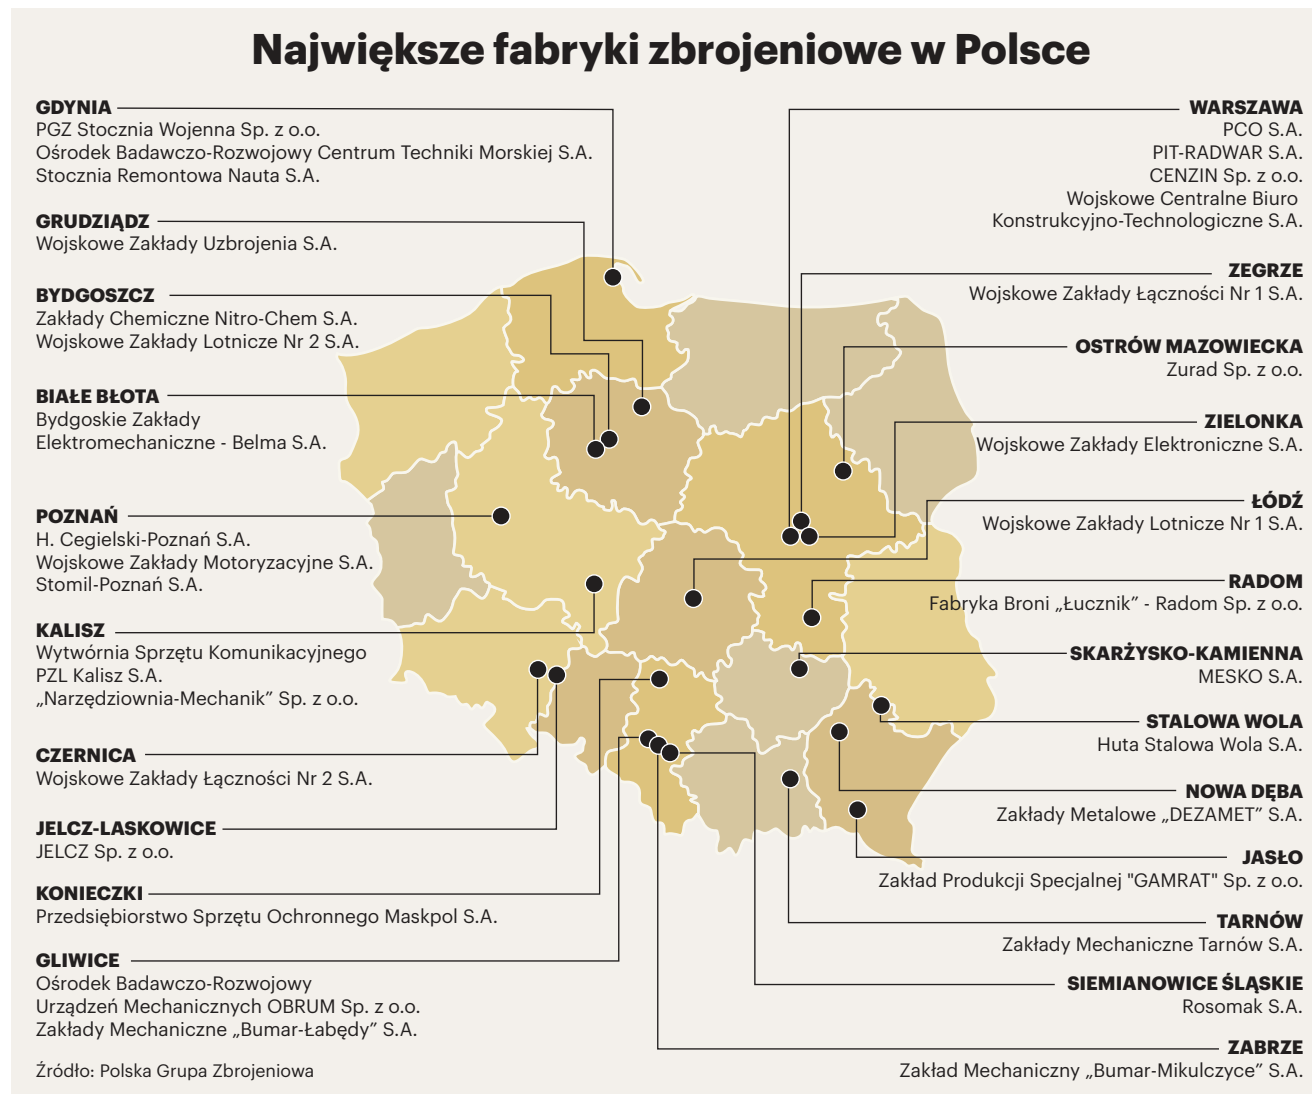 Największe fabryki zbrojeniowe w Polsce
GDYNIA
PGZ Stocznia Wojenna Sp. z o.o.
Ośrodek Badawczo-Rozwojowy Centrum Techniki Morskiej S.A.
Stocznia Remontowa Nauta S.A.
GRUDZIĄDZ
Wojskowe Zakłady Uzbrojenia S.A.
BYDGOSZCZ
Zakłady Chemiczne Nitro-Chem S.A.
Wojskowe Zakłady Lotnicze Nr 2 S.A.
BIAŁE BŁOTA
Bydgoskie Zakłady
Elektromechaniczne - Belma S.A.
POZNAŃ
H. Cegielski-Poznań S.A.
Wojskowe Zakłady Motoryzacyjne S.A.
Stomil-Poznań S.A.
KALISZ
Wytwórnia Sprzętu Komunikacyjnego
PZL Kalisz S.A.
„Narzędziownia-Mechanik” Sp. z o.o.
CZERNICA
Wojskowe Zakłady Łączności Nr 2 S.A.
JELCZ-LASKOWICE
JELCZ Sp. z o.o.
KONIECZKI
Przedsiębiorstwo Sprzętu Ochronnego Maskpol S.A.
GLIWICE
Ośrodek Badawczo-Rozwojowy
Urządzeń Mechanicznych OBRUM Sp. z o.o.
Zakłady Mechaniczne „Bumar-Łabędy” S.A.
Źródło: Polska Grupa Zbrojeniowa
WARSZAWA
PCO S.A.
PIT-RADWAR S.A.
CENZIN Sp. z o.o.
Wojskowe Centralne Biuro
Konstrukcyjno-Technologiczne S.A.
ZEGRZE
Wojskowe Zakłady Łączności Nr 1 S.A.
OSTRÓW MAZOWIECKA
Zurad Sp. z o.o.
ZIELONKA
Wojskowe Zakłady Elektroniczne S.A.
ŁÓDŹ
Wojskowe Zakłady Lotnicze Nr 1 S.A.
RADOM
Fabryka Broni „Łucznik” - Radom Sp. z o.o.
SKARŻYSKO-KAMIENNA
MESKO S.A.
STALOWA WOLA
Huta Stalowa Wola S.A.
NOWA DĘBA
Zakłady Metalowe „DEZAMET” S.A.
JASŁO
Zakład Produkcji Specjalnej "GAMRAT" Sp. z o.o.
TARNÓW
Zakłady Mechaniczne Tarnów S.A.
SIEMIANOWICE ŚLĄSKIE
Rosomak S.A.
ZABRZE
Zakład Mechaniczny „Bumar-Mikulczyce” S.A.